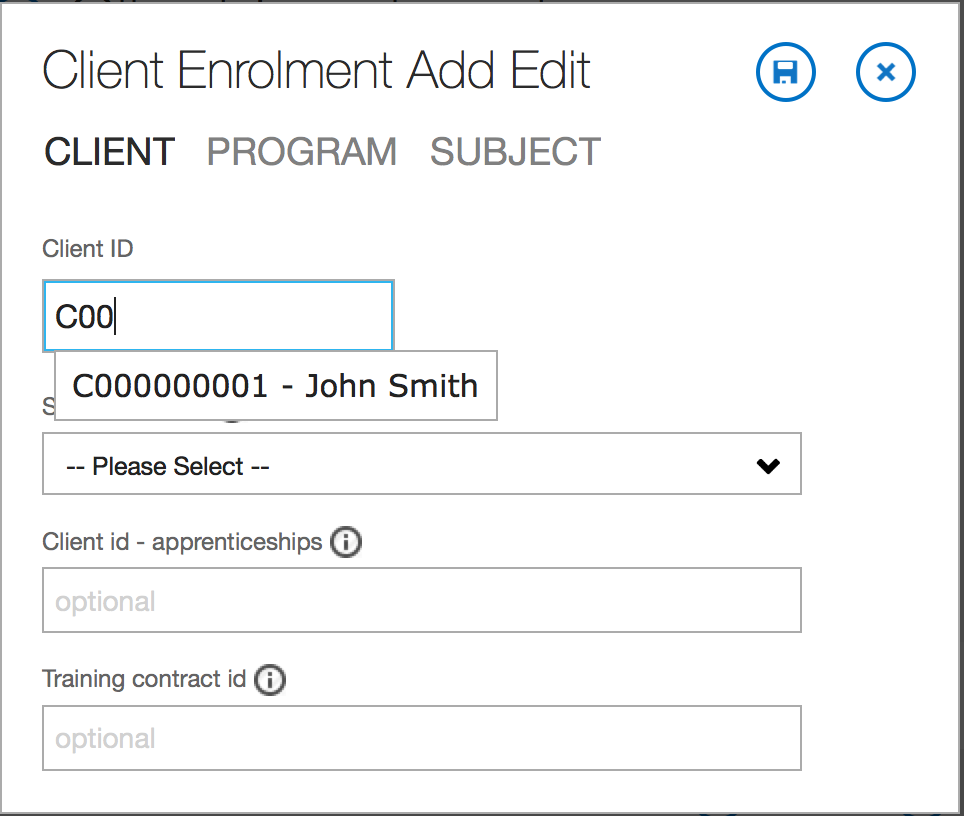 Client Enrolment Add Edit
CLIENT PROGRAM SUBJECT
Client ID
C00
C000000001 - John Smith
-- Please Select --
Client id - apprenticeships
optional
Training contract id
optional